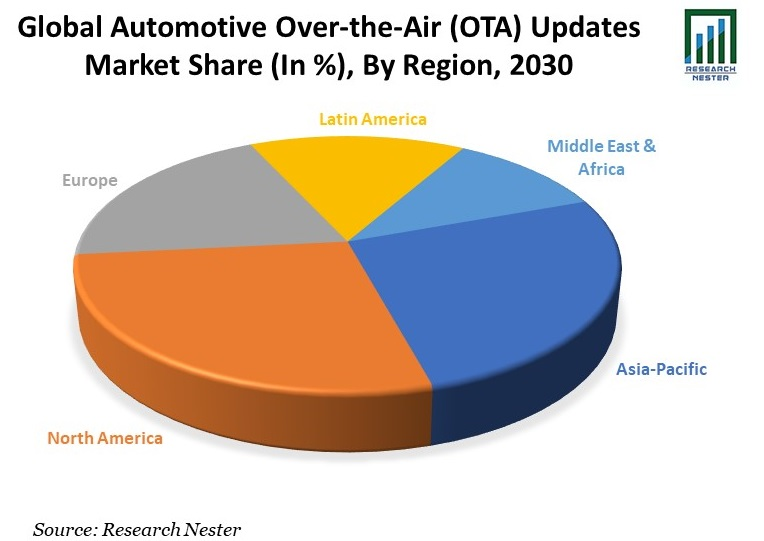 Global Automotive Over-the-Air (OTA) Updates
Market Share (In %), By Region, 2030
RESEARCH
NESTER
Latin America
Middle East &
Africa
Europe
Asia-Pacific
North America
Source: Research Nester